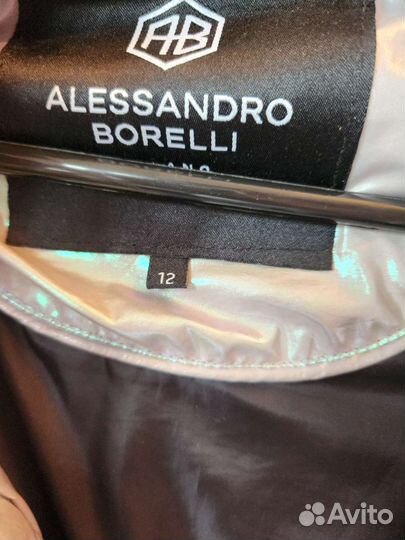 AB
ALESSANDRO
BORELLI
12
Avito